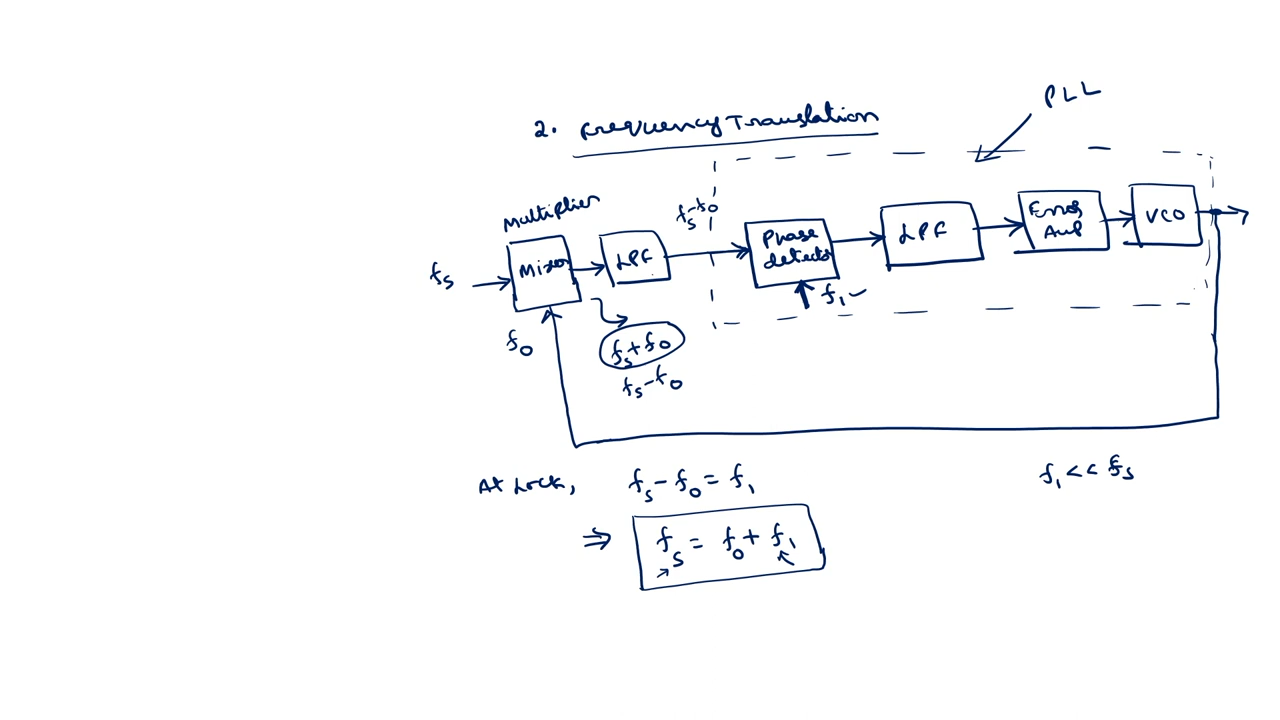 PLL
2. Frequency Translation
Multiplier
fs-fo
fs
Mixer
LPF
Phase
detector
LPF
Error
Amp
VCO
f1
fo
fs+fo
fs-fo
At Lock, fs - fo = f1
f1 << fs
⇒ fs = fo + f1